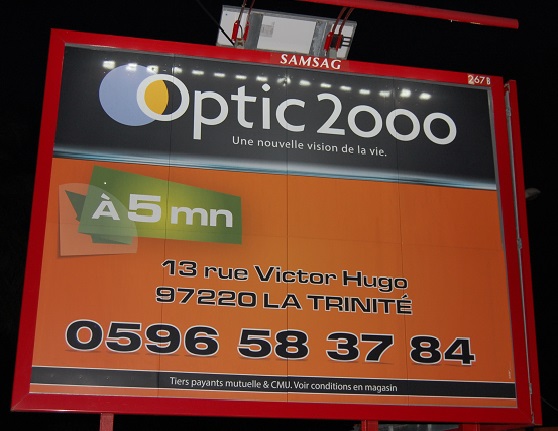 SAMSAG
267 B
Optic 2000
Une nouvelle vision de la vie.
À 5 mn
13 rue Victor Hugo
97220 LA TRINITÉ
0596 58 37 84
Tiers payants mutuelle & CMU. Voir conditions en magasin